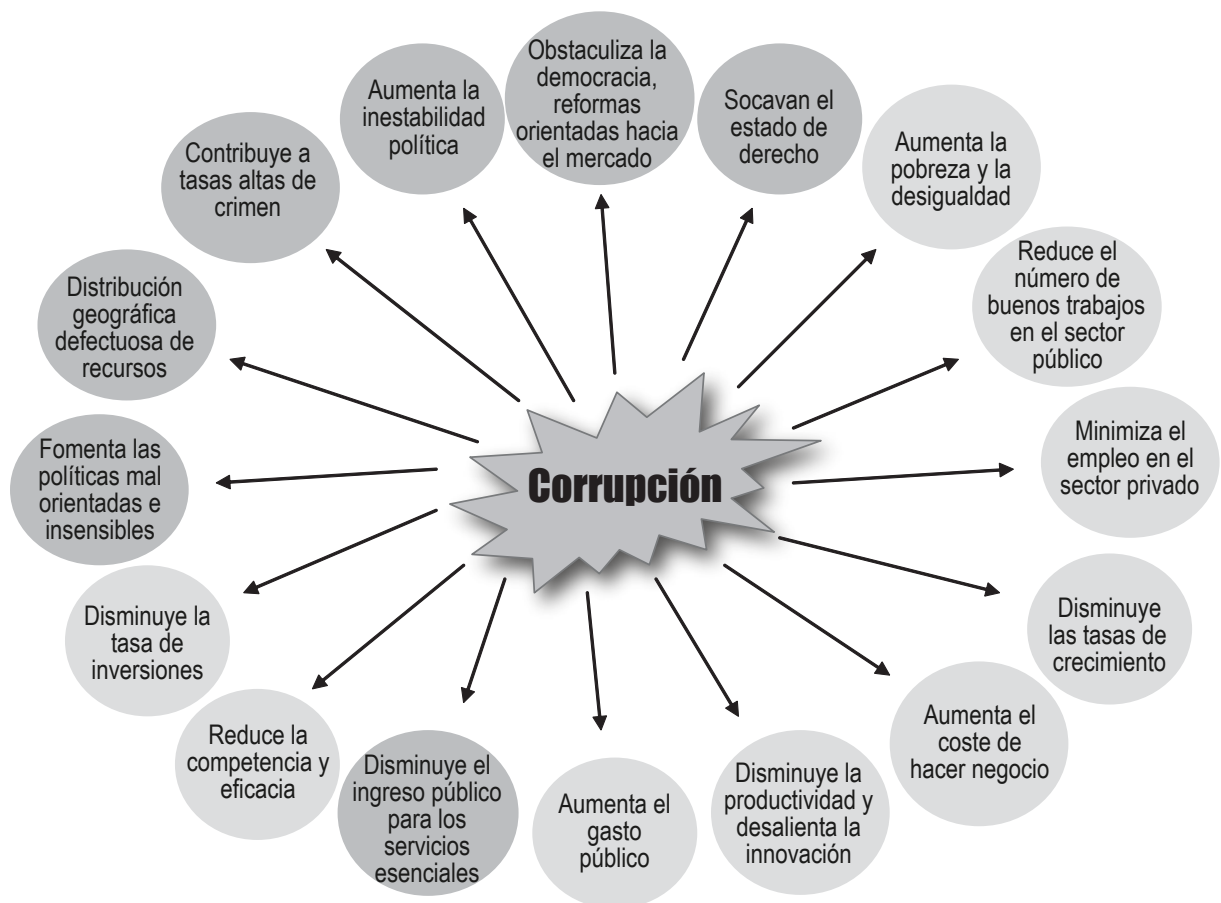 Obstaculiza la
democracia,
reformas
orientadas hacia
el mercado
Socavan el
estado de
derecho
Aumenta la
pobreza y la
desigualdad
Reduce el
número de
buenos trabajos
en el sector
público
Minimiza el
empleo en el
sector privado
Disminuye
las tasas de
crecimiento
Aumenta el
coste de
hacer negocio
Disminuye la
productividad y
desalienta la
innovación
Aumenta el
gasto
público
Disminuye el
ingreso público
para los
servicios
esenciales
Reduce la
competencia y
eficacia
Disminuye la
tasa de
inversiones
Fomenta las
políticas mal
orientadas e
insensibles
Distribución
geográfica
defectuosa de
recursos
Contribuye a
tasas altas de
crimen
Aumenta la
inestabilidad
política
Corrupción